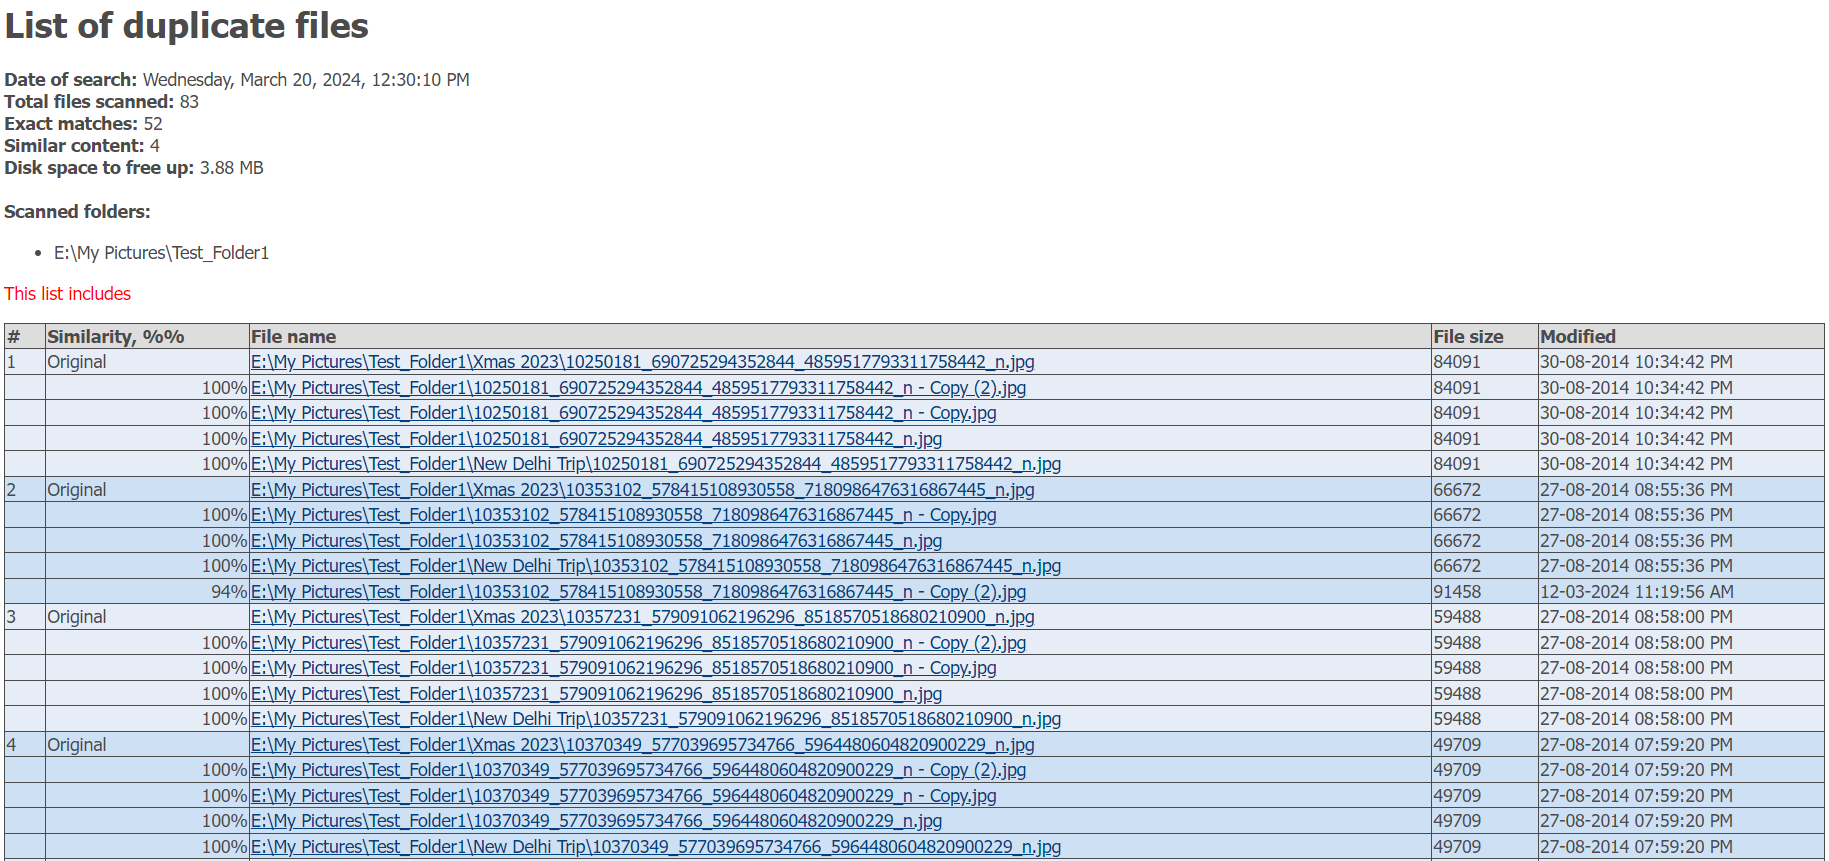 List of duplicate files
Date of search: Wednesday, March 20, 2024, 12:30:10 PM
Total files scanned: 83
Exact matches: 52
Similar content: 4
Disk space to free up: 3.88 MB
Scanned folders:
• E:\My Pictures\Test_Folder1
This list includes
# Similarity, %% File name File size Modified
1 Original E:\My Pictures\Test_Folder1\Xmas 2023\10250181_690725294352844_4859517793311758442_n.jpg 84091 30-08-2014 10:34:42 PM
100% E:\My Pictures\Test_Folder1\10250181_690725294352844_4859517793311758442_n - Copy (2).jpg 84091 30-08-2014 10:34:42 PM
100% E:\My Pictures\Test_Folder1\10250181_690725294352844_4859517793311758442_n - Copy.jpg 84091 30-08-2014 10:34:42 PM
100% E:\My Pictures\Test_Folder1\10250181_690725294352844_4859517793311758442_n.jpg 84091 30-08-2014 10:34:42 PM
100% E:\My Pictures\Test_Folder1\New Delhi Trip\10250181_690725294352844_4859517793311758442_n.jpg 84091 30-08-2014 10:34:42 PM
2 Original E:\My Pictures\Test_Folder1\Xmas 2023\10353102_578415108930558_7180986476316867445_n.jpg 66672 27-08-2014 08:55:36 PM
100% E:\My Pictures\Test_Folder1\10353102_578415108930558_7180986476316867445_n - Copy.jpg 66672 27-08-2014 08:55:36 PM
100% E:\My Pictures\Test_Folder1\10353102_578415108930558_7180986476316867445_n.jpg 66672 27-08-2014 08:55:36 PM
100% E:\My Pictures\Test_Folder1\New Delhi Trip\10353102_578415108930558_7180986476316867445_n.jpg 66672 27-08-2014 08:55:36 PM
94% E:\My Pictures\Test_Folder1\10353102_578415108930558_7180986476316867445_n - Copy (2).jpg 91458 12-03-2024 11:19:56 AM
3 Original E:\My Pictures\Test_Folder1\Xmas 2023\10357231_579091062196296_8518570518680210900_n.jpg 59488 27-08-2014 08:58:00 PM
100% E:\My Pictures\Test_Folder1\10357231_579091062196296_8518570518680210900_n - Copy (2).jpg 59488 27-08-2014 08:58:00 PM
100% E:\My Pictures\Test_Folder1\10357231_579091062196296_8518570518680210900_n - Copy.jpg 59488 27-08-2014 08:58:00 PM
100% E:\My Pictures\Test_Folder1\10357231_579091062196296_8518570518680210900_n.jpg 59488 27-08-2014 08:58:00 PM
100% E:\My Pictures\Test_Folder1\New Delhi Trip\10357231_579091062196296_8518570518680210900_n.jpg 59488 27-08-2014 08:58:00 PM
4 Original E:\My Pictures\Test_Folder1\Xmas 2023\10370349_577039695734766_5964480604820900229_n.jpg 49709 27-08-2014 07:59:20 PM
100% E:\My Pictures\Test_Folder1\10370349_577039695734766_5964480604820900229_n - Copy (2).jpg 49709 27-08-2014 07:59:20 PM
100% E:\My Pictures\Test_Folder1\10370349_577039695734766_5964480604820900229_n - Copy.jpg 49709 27-08-2014 07:59:20 PM
100% E:\My Pictures\Test_Folder1\10370349_577039695734766_5964480604820900229_n.jpg 49709 27-08-2014 07:59:20 PM
100% E:\My Pictures\Test_Folder1\New Delhi Trip\10370349_577039695734766_5964480604820900229_n.jpg 49709 27-08-2014 07:59:20 PM